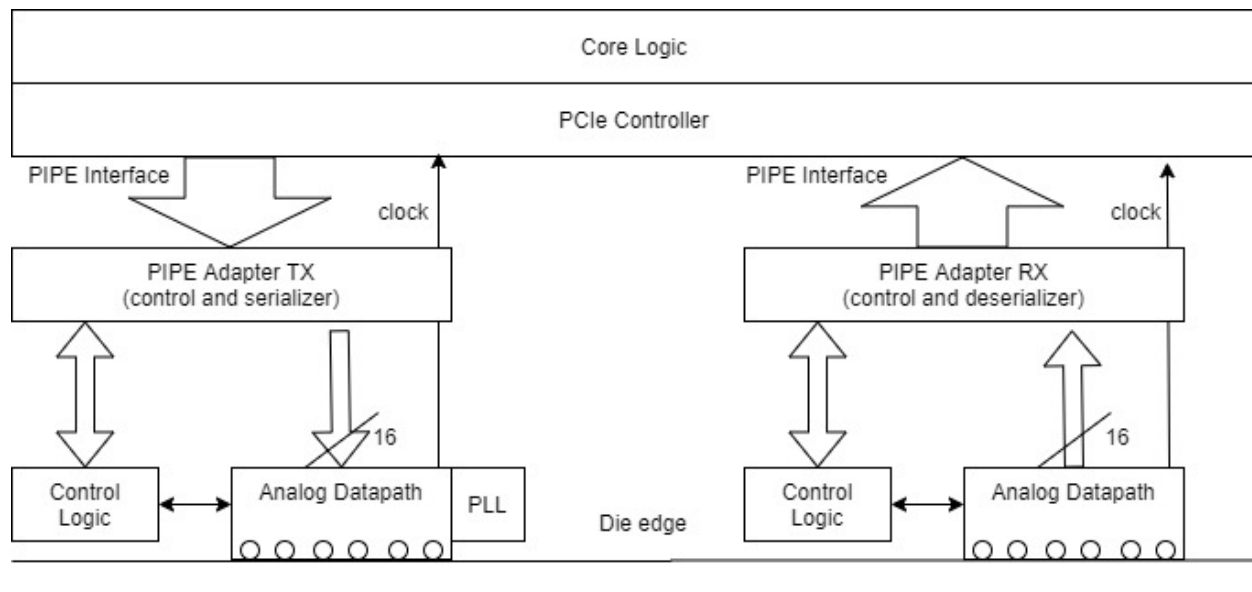 Core Logic
PCIe Controller
PIPE Interface
clock
PIPE Interface
clock
PIPE Adapter TX
(control and serializer)
PIPE Adapter RX
(control and deserializer)
16
16
Control
Logic
Analog Datapath
PLL
Die edge
Control
Logic
Analog Datapath